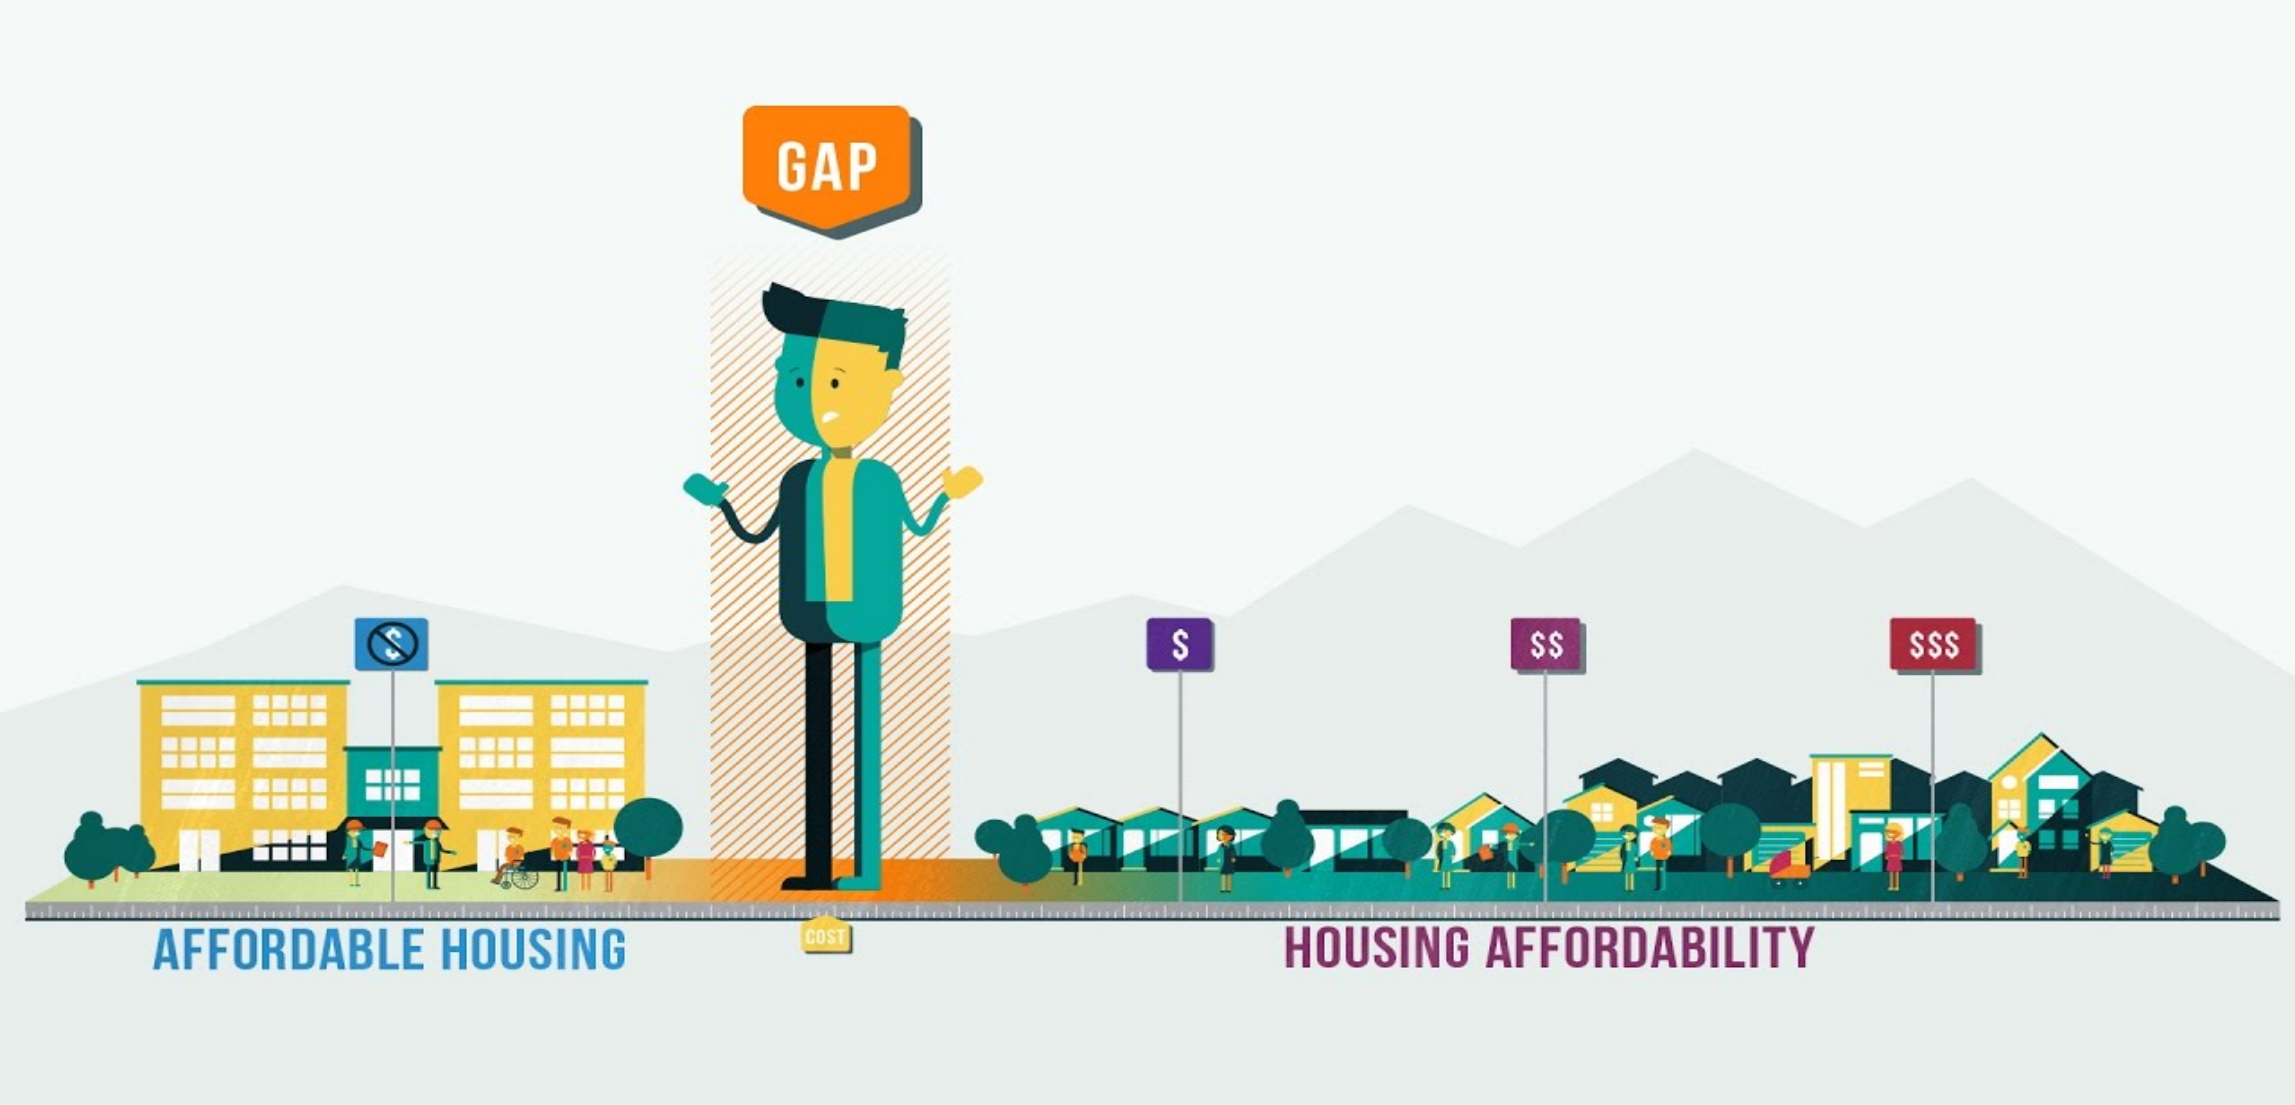 GAP
$
$
$$
$$$
COST
AFFORDABLE HOUSING
HOUSING AFFORDABILITY